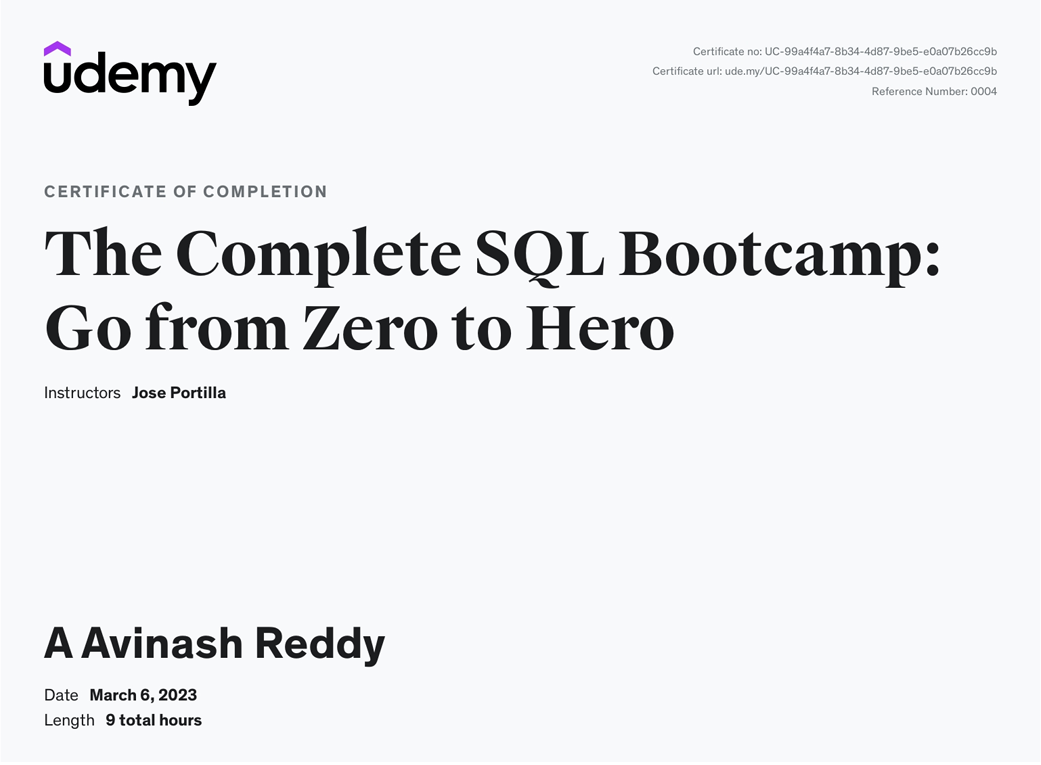 udemy
Certificate no: UC-99a4f4a7-8b34-4d87-9be5-e0a07b26cc9b
Certificate url: ude.my/UC-99a4f4a7-8b34-4d87-9be5-e0a07b26cc9b
Reference Number: 0004
CERTIFICATE OF COMPLETION
The Complete SQL Bootcamp:
Go from Zero to Hero
Instructors Jose Portilla
A Avinash Reddy
Date March 6, 2023
Length 9 total hours